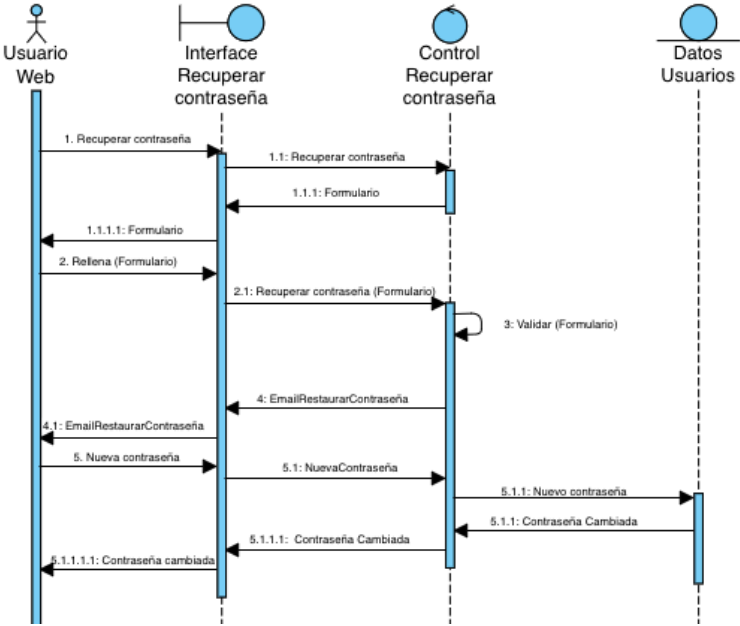 Usuario
Web
Interface
Recuperar
contraseña
Control
Recuperar
contraseña
Datos
Usuarios
1. Recuperar contraseña
1.1: Recuperar contraseña
1.1.1: Formulario
1.1.1.1: Formulario
2. Rellena (Formulario)
2.1: Recuperar contraseña (Formulario)
3: Validar (Formulario)
4: EmailRestaurarContraseña
4.1: EmailRestaurarContraseña
5. Nueva contraseña
5.1: NuevaContraseña
5.1.1: Nuevo contraseña
5.1.1: Contraseña Cambiada
5.1.1.1: Contraseña Cambiada
5.1.1.1.1: Contraseña cambiada